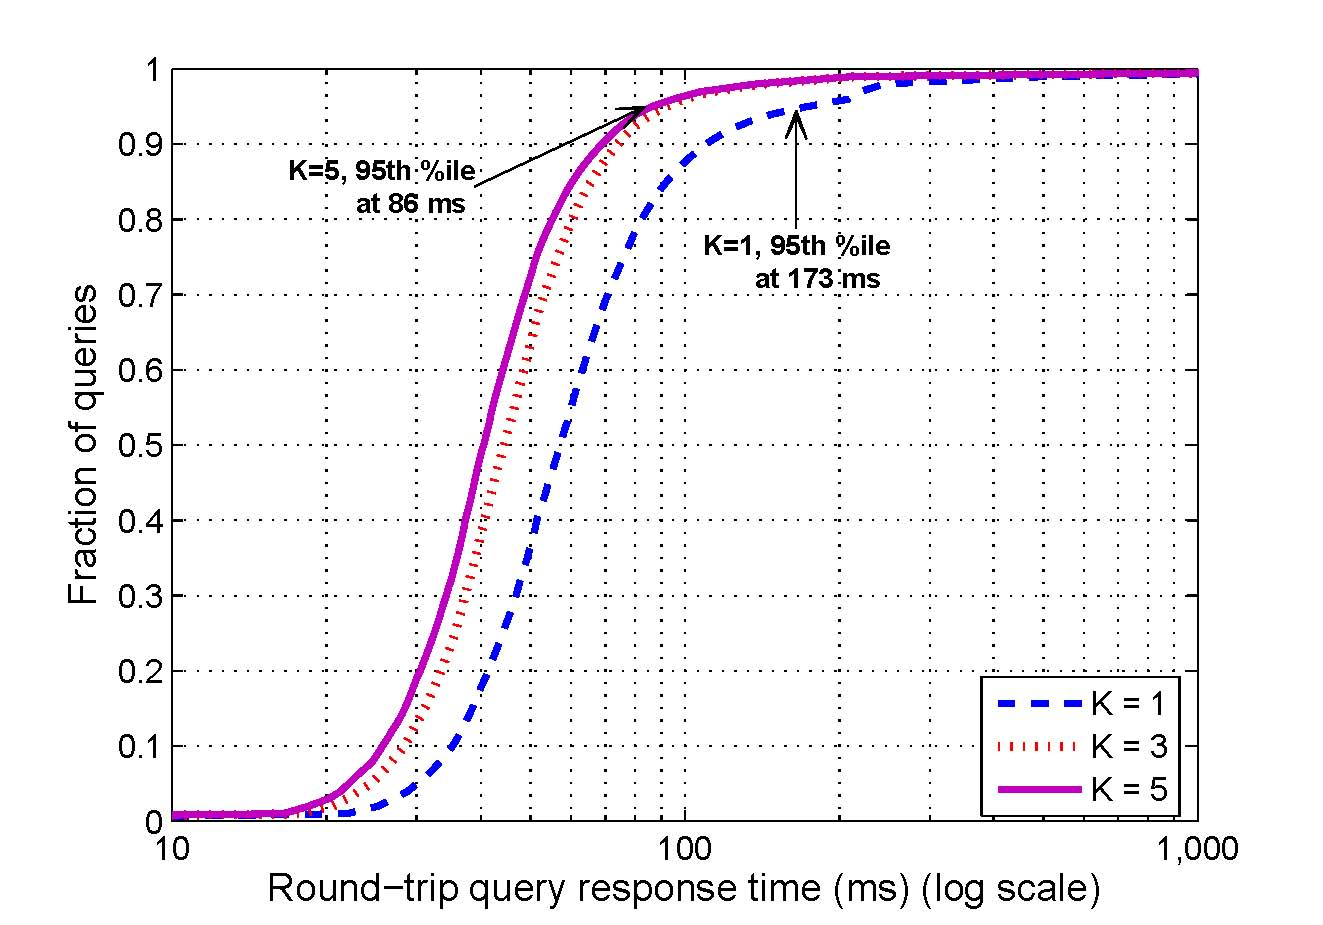 1
0.9
0.8
0.7
0.6
0.5
0.4
0.3
0.2
0.1
0
Fraction of queries
K=5, 95th %ile
at 86 ms
K=1, 95th %ile
at 173 ms
K = 1
K = 3
K = 5
10
100
1,000
Round−trip query response time (ms) (log scale)